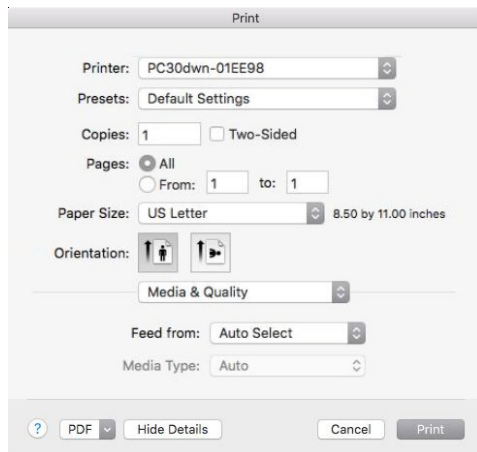 Print
Printer: PC30dwn-01EE98
Presets: Default Settings
Copies: 1 Two-Sided
Pages: All
From: 1 to: 1
Paper Size: US Letter 8.50 by 11.00 inches
Orientation:
Media & Quality
Feed from: Auto Select
Media Type: Auto
? PDF Hide Details Cancel Print